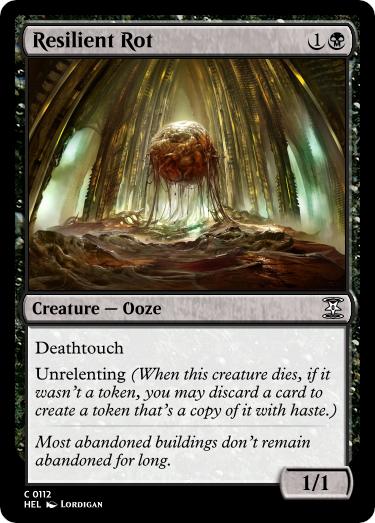 Resilient Rot 1
Creature — Ooze
Deathtouch
Unrelenting (When this creature dies, if it
wasn't a token, you may discard a card to
create a token that's a copy of it with haste.)
Most abandoned buildings don't remain
abandoned for long.
1/1
C 0112
HEL Lordigan